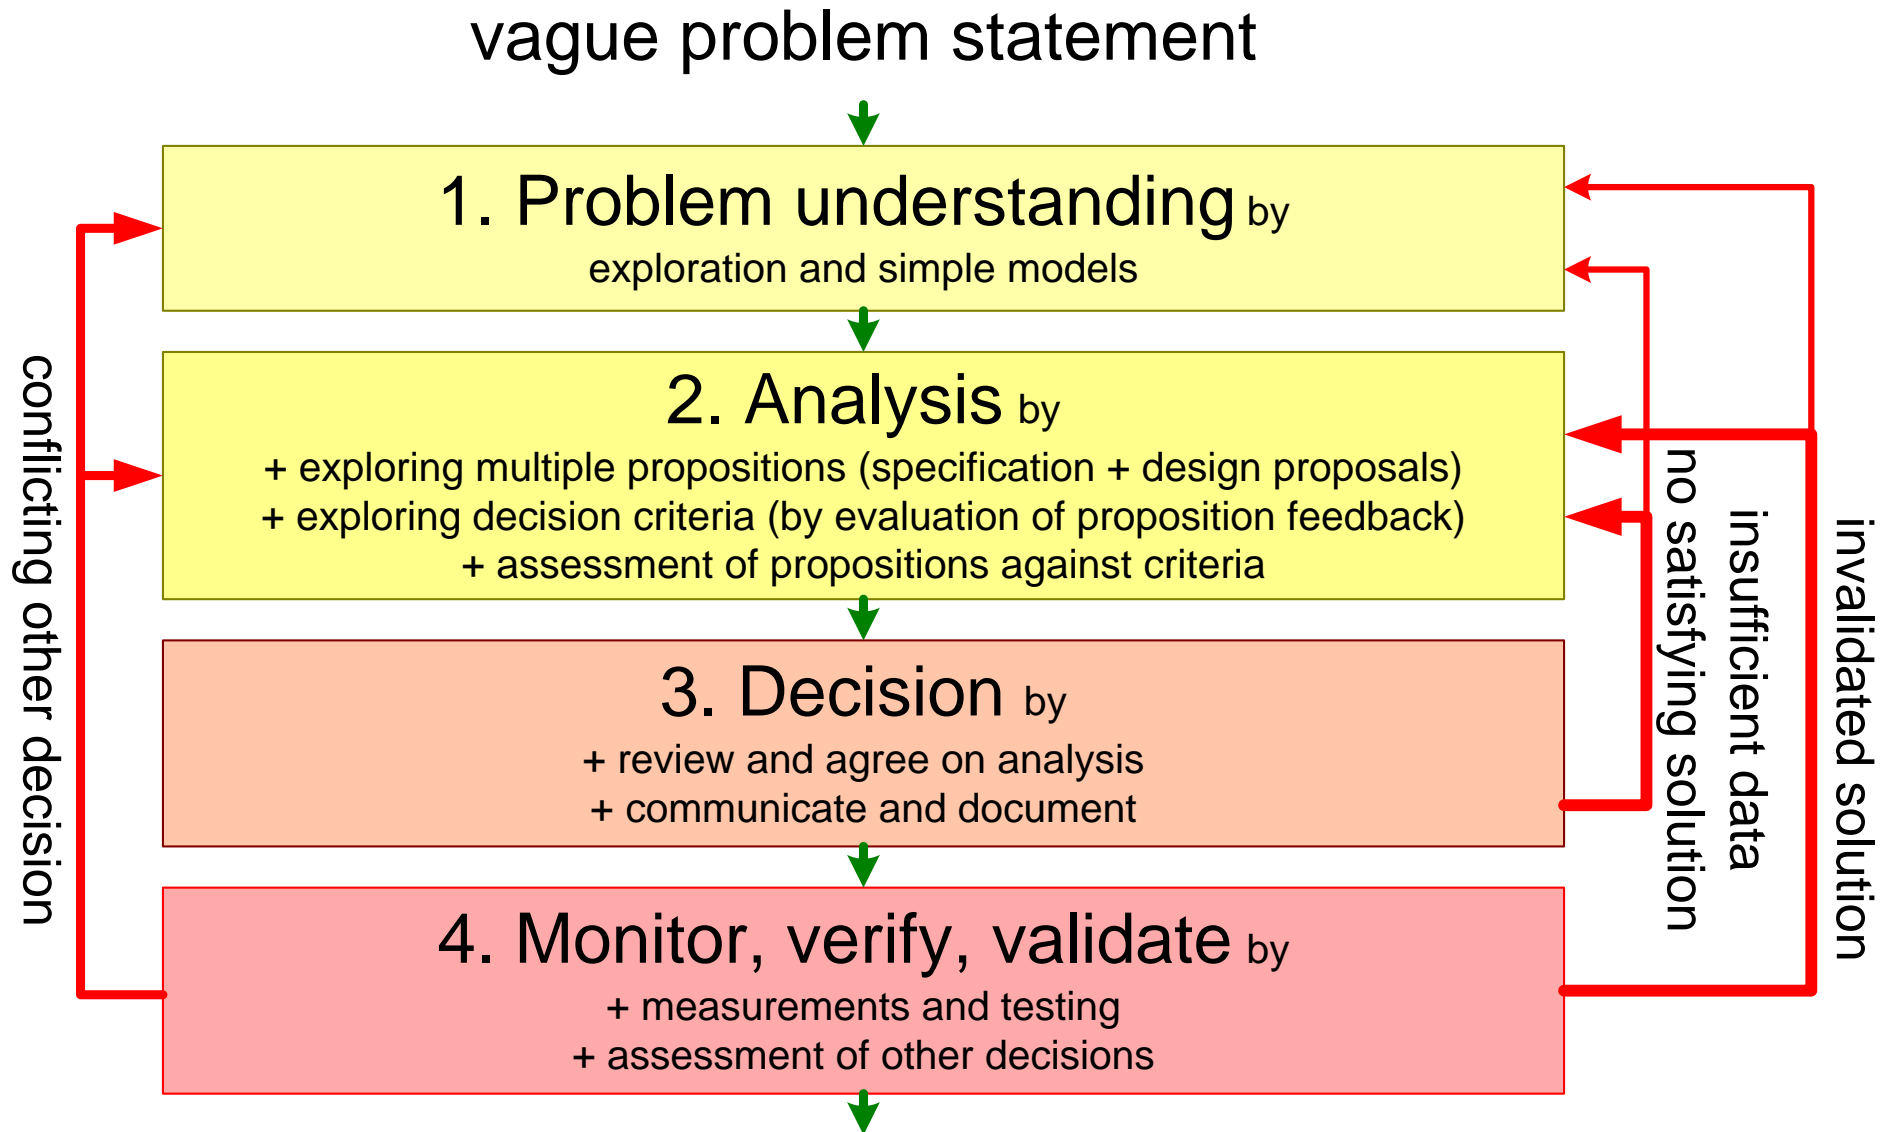 vague problem statement
1. Problem understanding by
exploration and simple models
2. Analysis by
+ exploring multiple propositions (specification + design proposals)
+ exploring decision criteria (by evaluation of proposition feedback)
+ assessment of propositions against criteria
3. Decision by
+ review and agree on analysis
+ communicate and document
4. Monitor, verify, validate by
+ measurements and testing
+ assessment of other decisions
conflicting other decision
insufficient data
no satisfying solution
invalidated solution